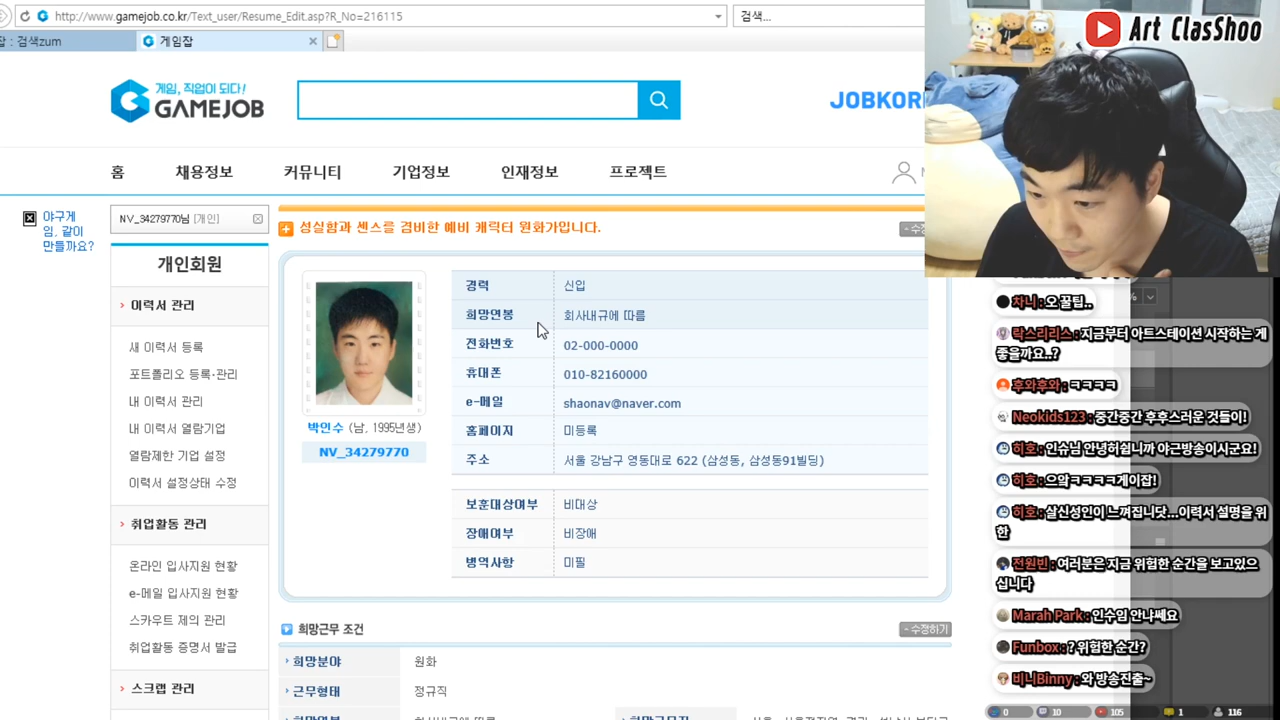 http://www.gamejob.co.kr/Text_user/Resume_Edit.asp?R_No=216115
검색...
잡 : 검색zum
게임잡
Art ClasShoo
게임, 직업이 되다!
GAMEJOB
JOBKOR
홈
채용정보
커뮤니티
기업정보
인재정보
프로젝트
야구게
임, 같이
만들까요?
NV_34279770님 [개인]
성실함과 센스를 겸비한 예비 캐릭터 원화가입니다.
개인회원
이력서 관리
새 이력서 등록
포트폴리오 등록·관리
내 이력서 관리
내 이력서 열람기업
열람제한 기업 설정
이력서 설정상태 수정
취업활동 관리
온라인 입사지원 현황
e-메일 입사지원 현황
스카우트 제의 관리
취업활동 증명서 발급
스크랩 관리
박인수 (남, 1995년생)
NV_34279770
경력 신입
희망연봉 회사내규에 따름
전화번호 02-000-0000
휴대폰 010-82160000
e-메일 shaonav@naver.com
홈페이지 미등록
주소 서울 강남구 영동대로 622 (삼성동, 삼성동91빌딩)
보훈대상여부 비대상
장애여부 비장애
병역사항 미필
희망근무 조건
수정하기
희망분야 원화
근무형태 정규직
차니 : 오 꿀팁..
락스리리스 : 지금부터 아트스테이션 시작하는 게
좋을까요..?
후와후와 : ㅋㅋㅋㅋ
Neokids123 : 중간중간 후후스러운 것들이!
히호 : 인슈님 안녕허쉽니까 야근방송이시군요!
히호 : 으앜ㅋㅋㅋㅋ게이잡!
히호 : 살신성인이 느껴집니닷...이력서 설명을 위
한
전원빈 : 여러분은 지금 위험한 순간을 보고있으
십니다
Marah Park : 인수임 안냐쎄요
Funbox : ? 위험한 순간?
비니Binny : 와 방송진출~
0
10
105
1
116